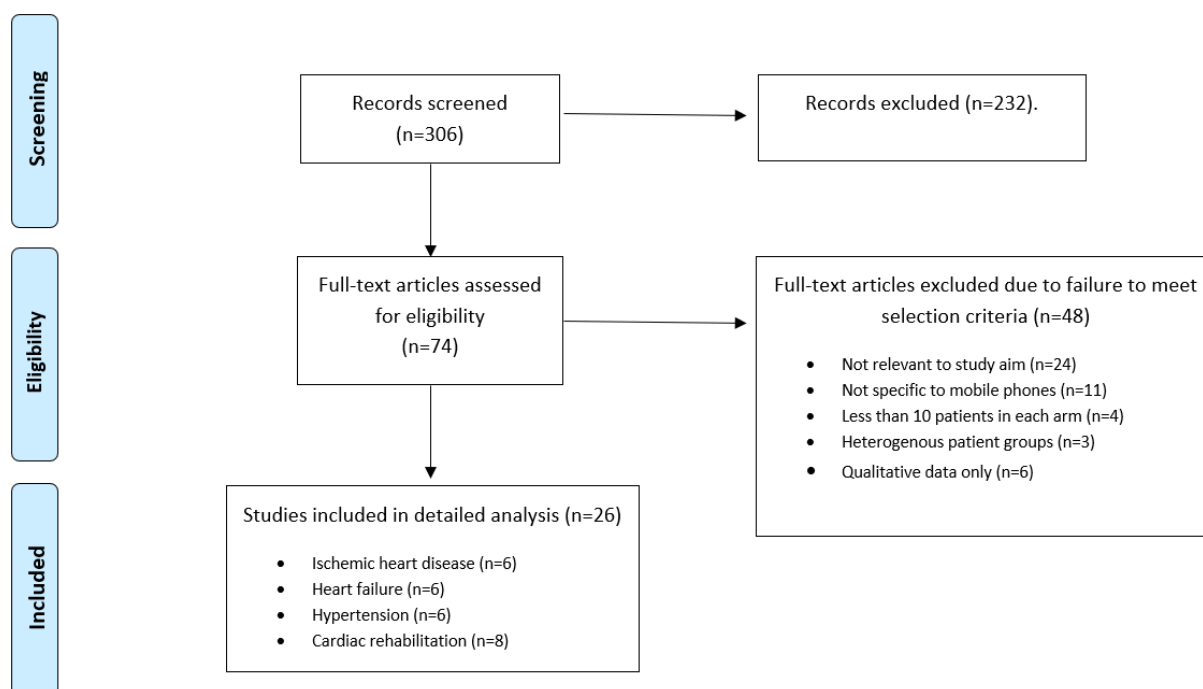 Screening
Records screened
(n=306)
Records excluded (n=232).
Eligibility
Full-text articles assessed
for eligibility
(n=74)
Full-text articles excluded due to failure to meet
selection criteria (n=48)
• Not relevant to study aim (n=24)
• Not specific to mobile phones (n=11)
• Less than 10 patients in each arm (n=4)
• Heterogenous patient groups (n=3)
• Qualitative data only (n=6)
Included
Studies included in detailed analysis (n=26)
• Ischemic heart disease (n=6)
• Heart failure (n=6)
• Hypertension (n=6)
• Cardiac rehabilitation (n=8)